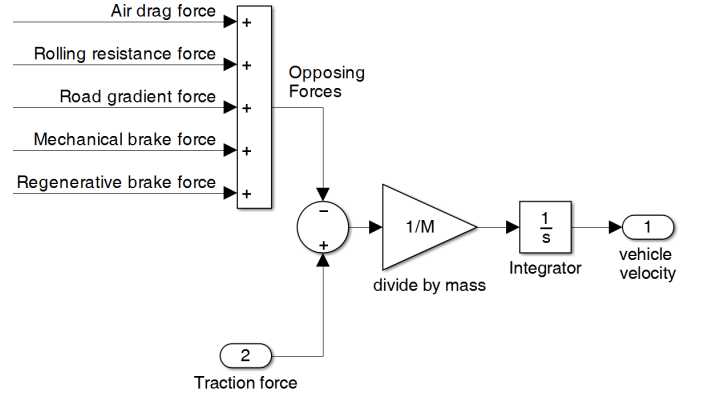 Air drag force
+
Rolling resistance force
+
Road gradient force
+
Mechanical brake force
+
Regenerative brake force
+
Opposing
Forces
−
+
1/M
divide by mass
1
s
Integrator
1
vehicle
velocity
2
Traction force